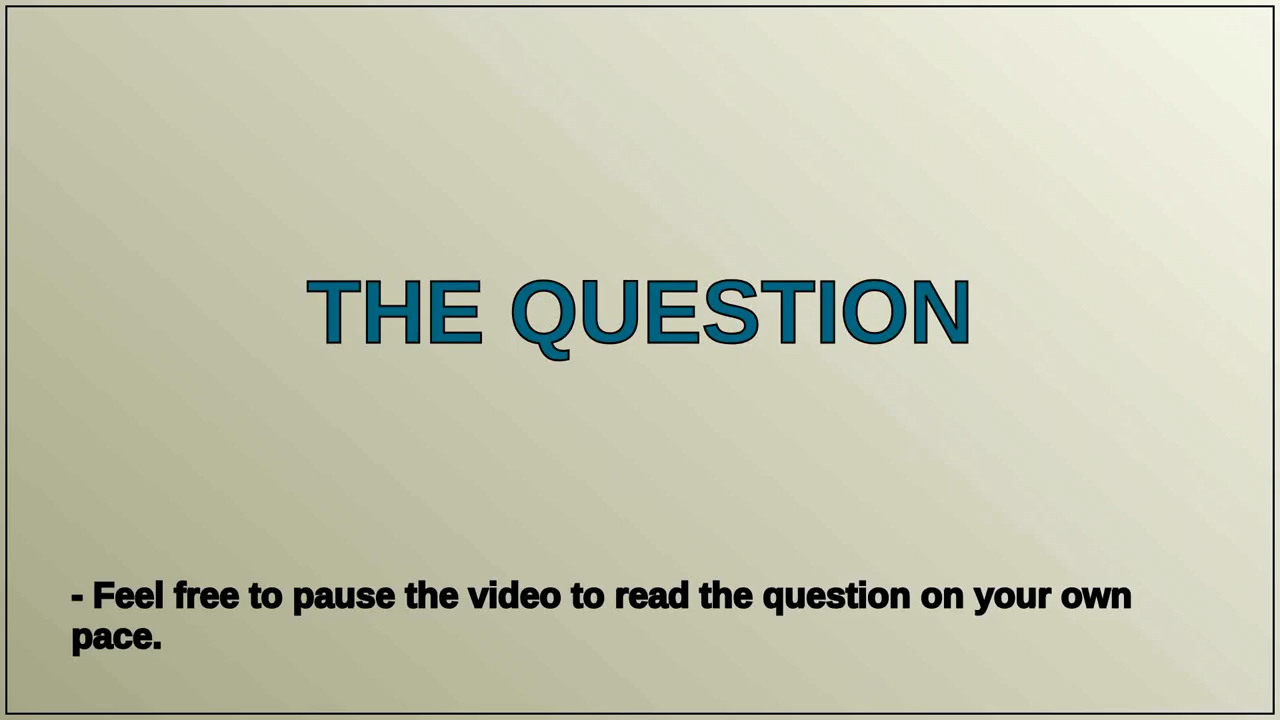 THE QUESTION
- Feel free to pause the video to read the question on your own
pace.